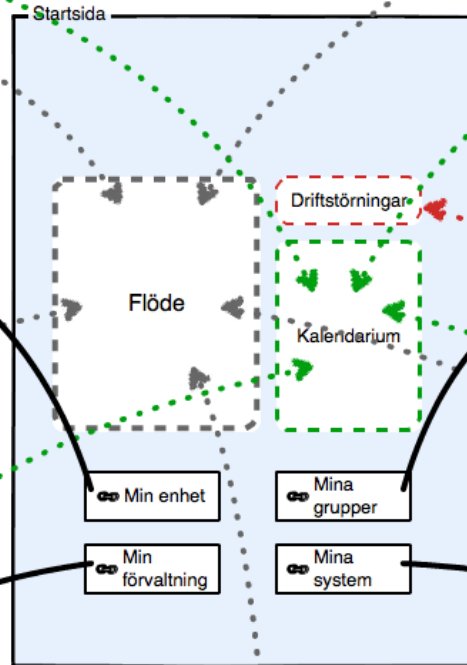 Startsida
Driftstörningar
Flöde
Kalendarium
Min enhet
Mina
grupper
Min
förvaltning
Mina
system